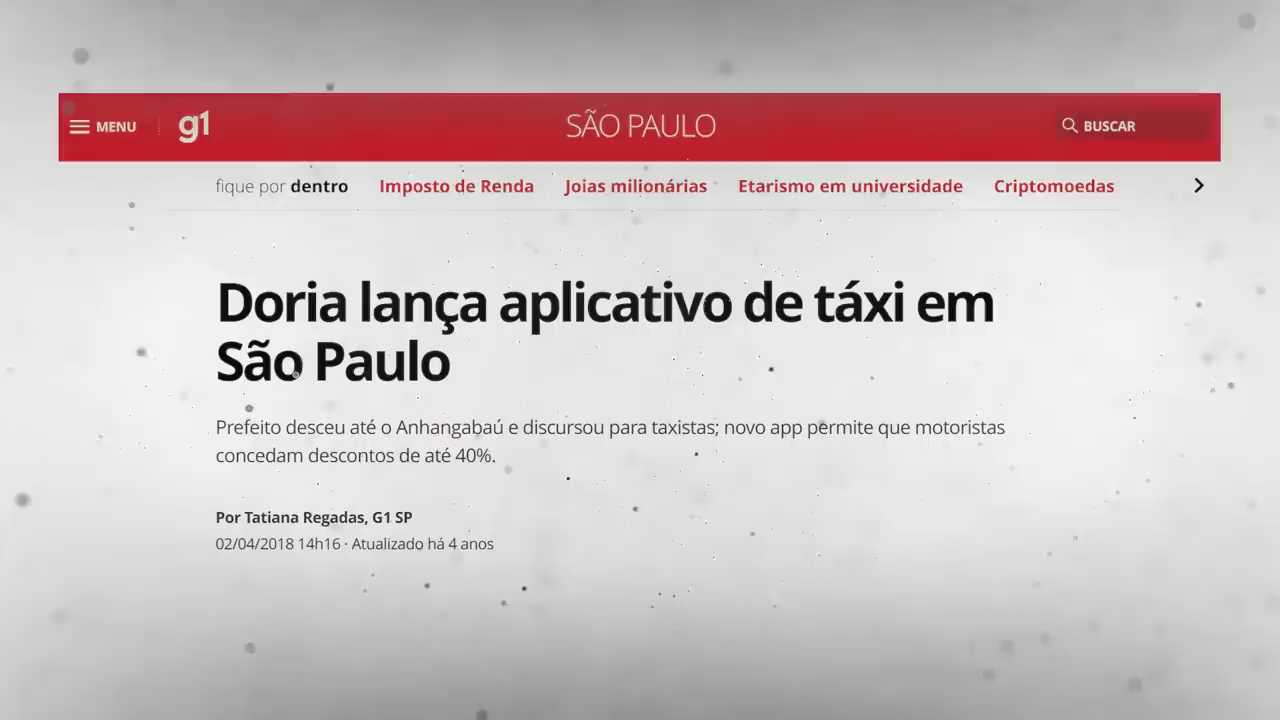 MENU g1 SÃO PAULO BUSCAR
fique por dentro Imposto de Renda Joias milionárias Etarismo em universidade Criptomoedas
Doria lança aplicativo de táxi em
São Paulo
Prefeito desceu até o Anhangabaú e discursou para taxistas; novo app permite que motoristas
concedam descontos de até 40%.
Por Tatiana Regadas, G1 SP
02/04/2018 14h16 · Atualizado há 4 anos